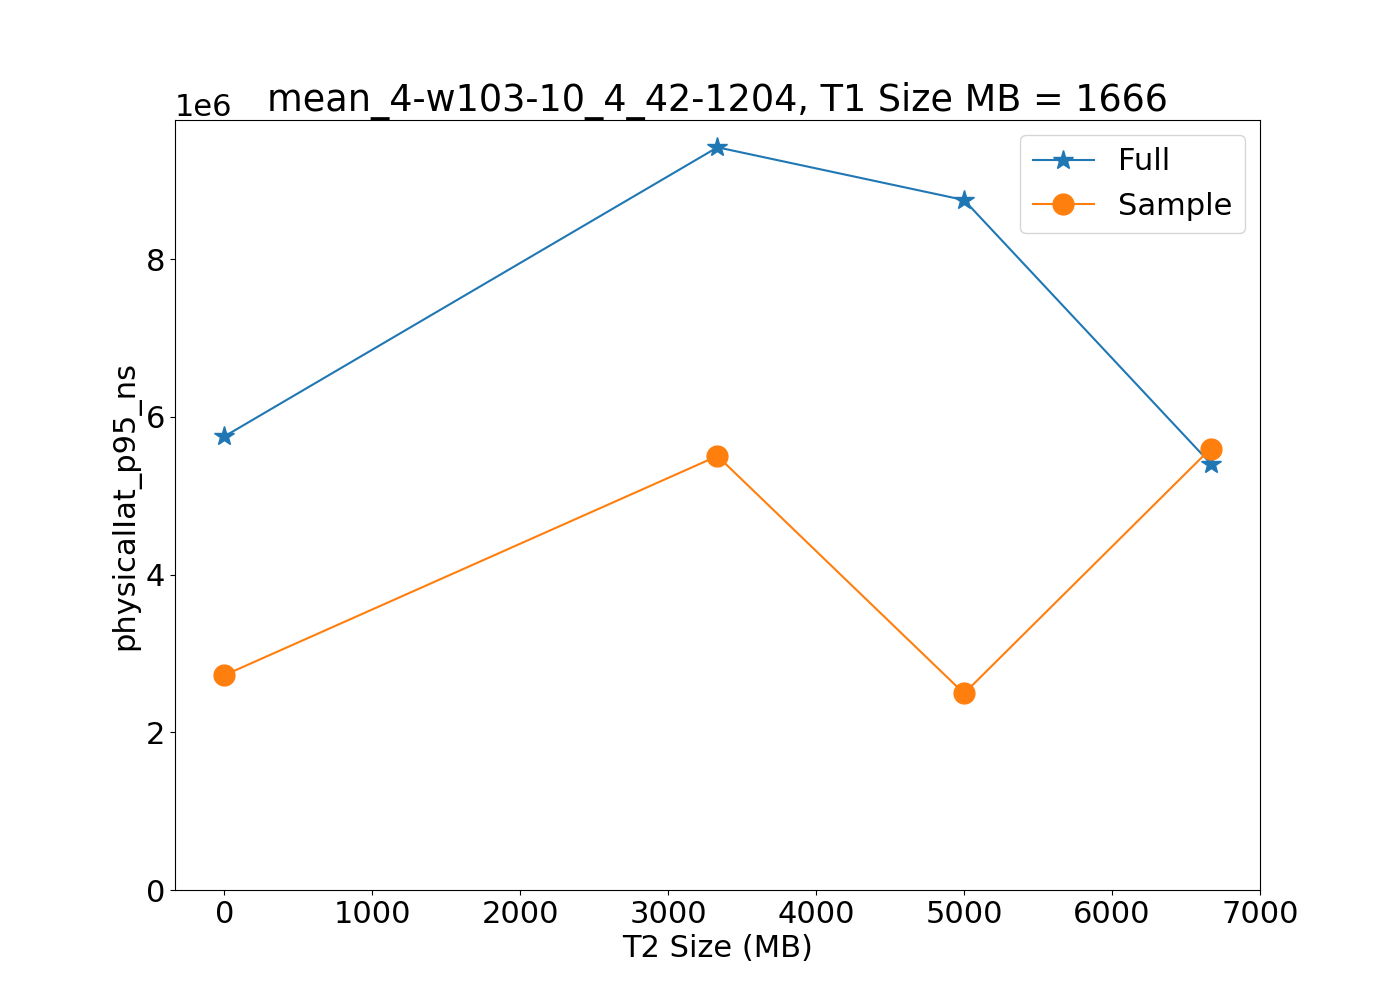 1e6
mean_4-w103-10_4_42-1204, T1 Size MB = 1666
Full
Sample
physicallat_p95_ns
8
6
4
2
0
0 1000 2000 3000 4000 5000 6000 7000
T2 Size (MB)